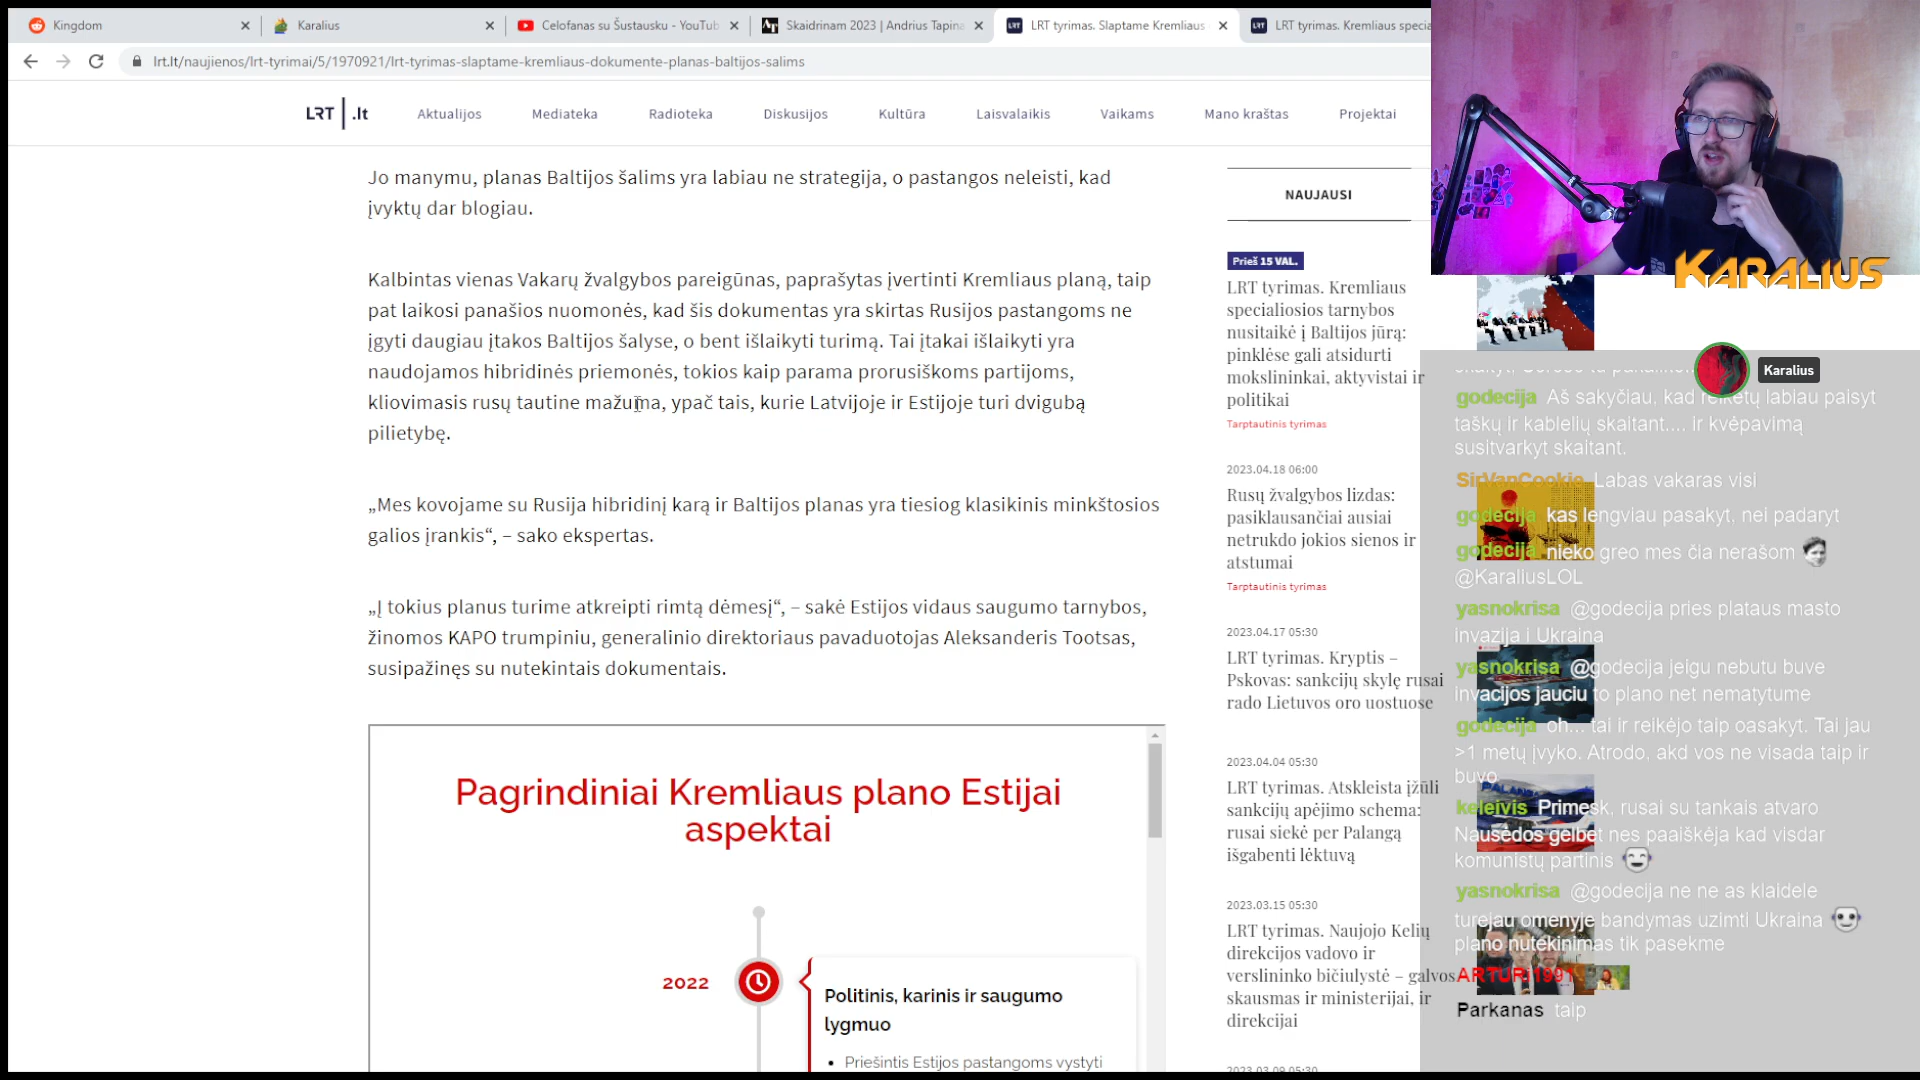 Kingdom
Karalius
Celofanas su Šustausku - YouTub
Skaidrinam 2023 | Andrius Tapina
LRT tyrimas. Slaptame Kremliaus
LRT tyrimas. Kremliaus specia
lrt.lt/naujienos/lrt-tyrimai/5/1970921/lrt-tyrimas-slaptame-kremliaus-dokumente-planas-baltijos-salims
LRT .lt
Aktualijos
Mediateka
Radioteka
Diskusijos
Kultūra
Laisvalaikis
Vaikams
Mano kraštas
Projektai
Jo manymu, planas Baltijos šalims yra labiau ne strategija, o pastangos neleisti, kad
įvyktų dar blogiau.
Kalbintas vienas Vakarų žvalgybos pareigūnas, paprašytas įvertinti Kremliaus planą, taip
pat laikosi panašios nuomonės, kad šis dokumentas yra skirtas Rusijos pastangoms ne
įgyti daugiau įtakos Baltijos šalyse, o bent išlaikyti turimą. Tai įtakai išlaikyti yra
naudojamos hibridinės priemonės, tokios kaip parama prorusiškoms partijoms,
kliovimasis rusų tautine mažuma, ypač tais, kurie Latvijoje ir Estijoje turi dvigubą
pilietybę.
„Mes kovojame su Rusija hibridinį karą ir Baltijos planas yra tiesiog klasikinis minkštosios
galios įrankis“, – sako ekspertas.
„Į tokius planus turime atkreipti rimtą dėmesį“, – sakė Estijos vidaus saugumo tarnybos,
žinomos KAPO trumpiniu, generalinio direktoriaus pavaduotojas Aleksanderis Tootsas,
susipažinęs su nutekintais dokumentais.
Pagrindiniai Kremliaus plano Estijai
aspektai
2022
Politinis, karinis ir saugumo
lygmuo
• Priešintis Estijos pastangoms vystyti
NAUJAUSI
Prieš 15 VAL.
LRT tyrimas. Kremliaus
specialiosios tarnybos
nusitaikė į Baltijos jūrą:
pinklėse gali atsidurti
mokslininkai, aktyvistai ir
politikai
Tarptautinis tyrimas
2023.04.18 06:00
Rusų žvalgybos lizdas:
pasiklausančiai ausiai
netrukdo jokios sienos ir
atstumai
Tarptautinis tyrimas
2023.04.17 05:30
LRT tyrimas. Kryptis –
Pskovas: sankcijų skylę rusai
rado Lietuvos oro uostuose
2023.04.04 05:30
LRT tyrimas. Atskleista įžūli
sankcijų apėjimo schema:
rusai siekė per Palangą
išgabenti lėktuvą
2023.03.15 05:30
LRT tyrimas. Naujojo Kelių
direkcijos vadovo ir
verslininko bičiulystė – galvos
skausmas ir ministerijai, ir
direkcijai
2023.03.09 05:30
KARALIUS
Karalius
godecija Aš sakyčiau, kad reikėtų labiau paisyt
taškų ir kablelių skaitant.... ir kvėpavimą
susitvarkyt skaitant.
SirVanCookie Labas vakaras visi
godecija kas lengviau pasakyt. nei padaryt
godecija nieko greo mes čia nerašom
@KaraliusLOL
yasnokrisa @godecija pries plataus masto
invazija i Ukraina
yasnokrisa @godecija jeigu nebutu buve
invacijos jauciu to plano net nematytume
godecija oh... tai ir reikėjo taip oasakyt. Tai jau
>1 metų įvyko. Atrodo, akd vos ne visada taip ir
buvo
keleivis Primesk, rusai su tankais atvaro
Nausėdos gelbėt nes paaiškėja kad visdar
komunistų partinis
yasnokrisa @godecija ne ne as klaidele
turejau omenyje bandymas uzimti Ukraina
plano nutekinimas tik pasekme
ARTURi1991
Parkanas taip